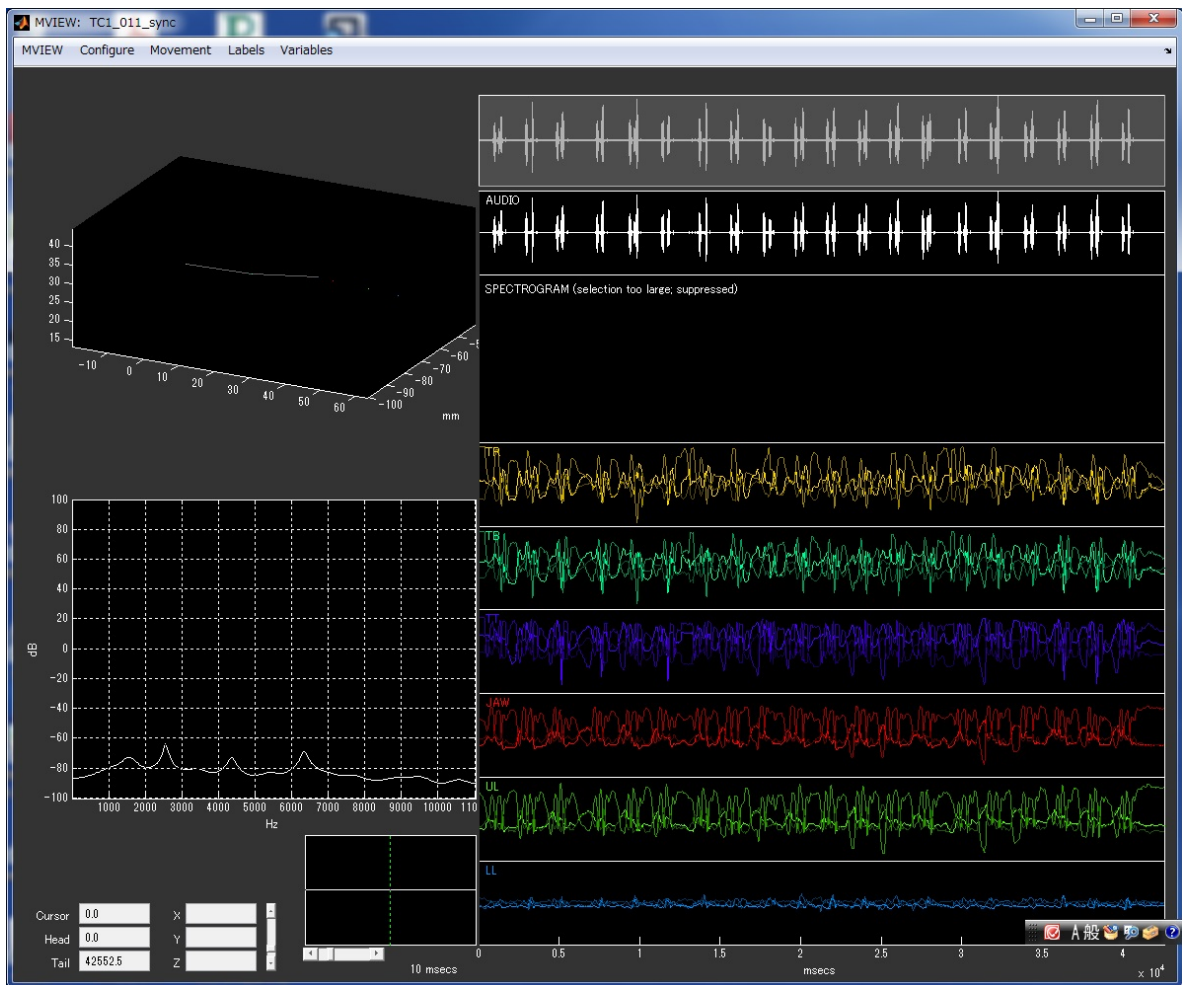 MVIEW: TC1_011_sync
MVIEW Configure Movement Labels Variables
AUDIO
SPECTROGRAM (selection too large; suppressed)
40
35
30
25
20
15
-10 0 10 20 30 40 50 60
-100 -90 -80 -70 -60
mm
TR
TB
TT
JAW
UL
LL
100
80
60
40
20
0
-20
-40
-60
-80
-100
dB
1000 2000 3000 4000 5000 6000 7000 8000 9000 10000 110
Hz
Cursor 0.0 X
Head 0.0 Y
Tail 42552.5 Z
10 msecs
0 0.5 1 1.5 2 2.5 3 3.5 4
msecs
x 10⁴
A 般